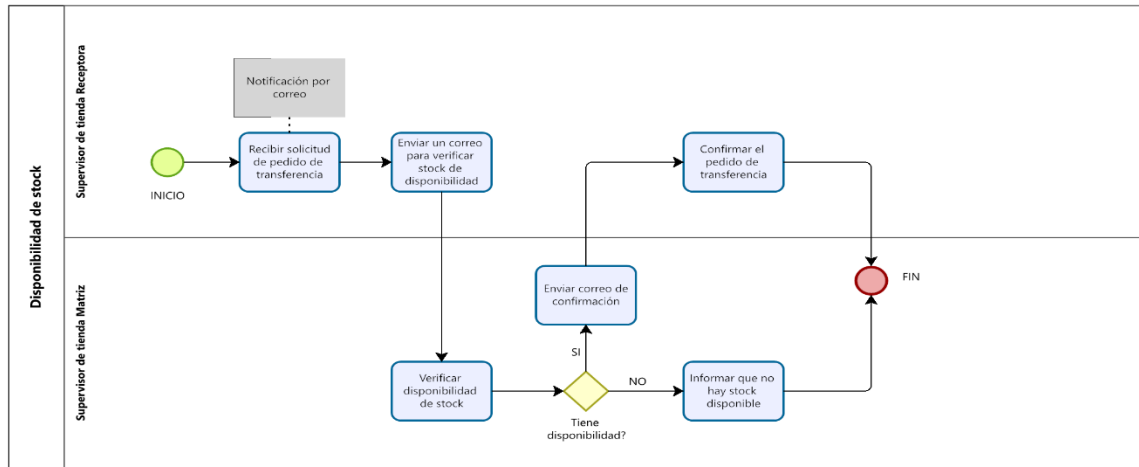 Disponibilidad de stock
Supervisor de tienda Receptora
Notificación por
correo
INICIO
Recibir solicitud
de pedido de
transferencia
Enviar un correo
para verificar
stock de
disponibilidad
Confirmar el
pedido de
transferencia
Supervisor de tienda Matriz
Enviar correo de
confirmación
FIN
SI
Verificar
disponibilidad
de stock
Tiene
disponibilidad?
NO
Informar que no
hay stock
disponible